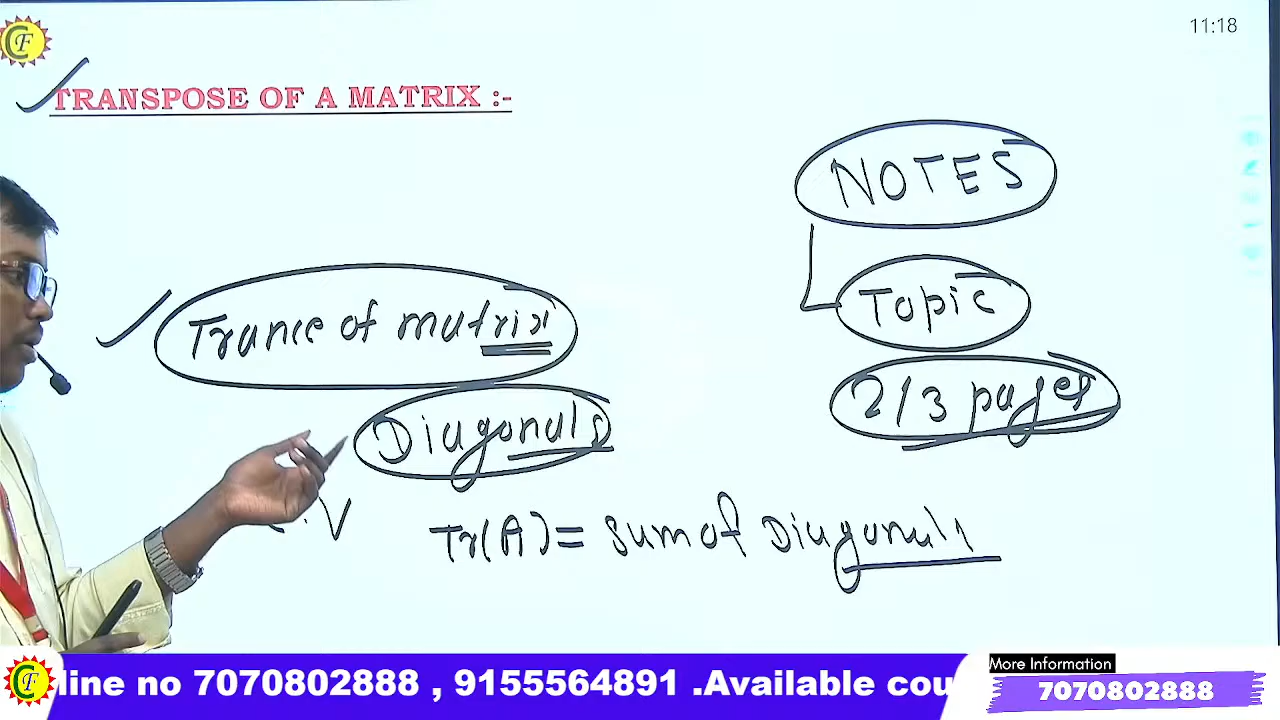 11:18
TRANSPOSE OF A MATRIX :-
NOTES
Topic
2/3 pages
Trance of matrix
Diagonals
Tr(A) = sum of Diagonals
More Information
line no 7070802888 , 9155564891 .Available cou
7070802888